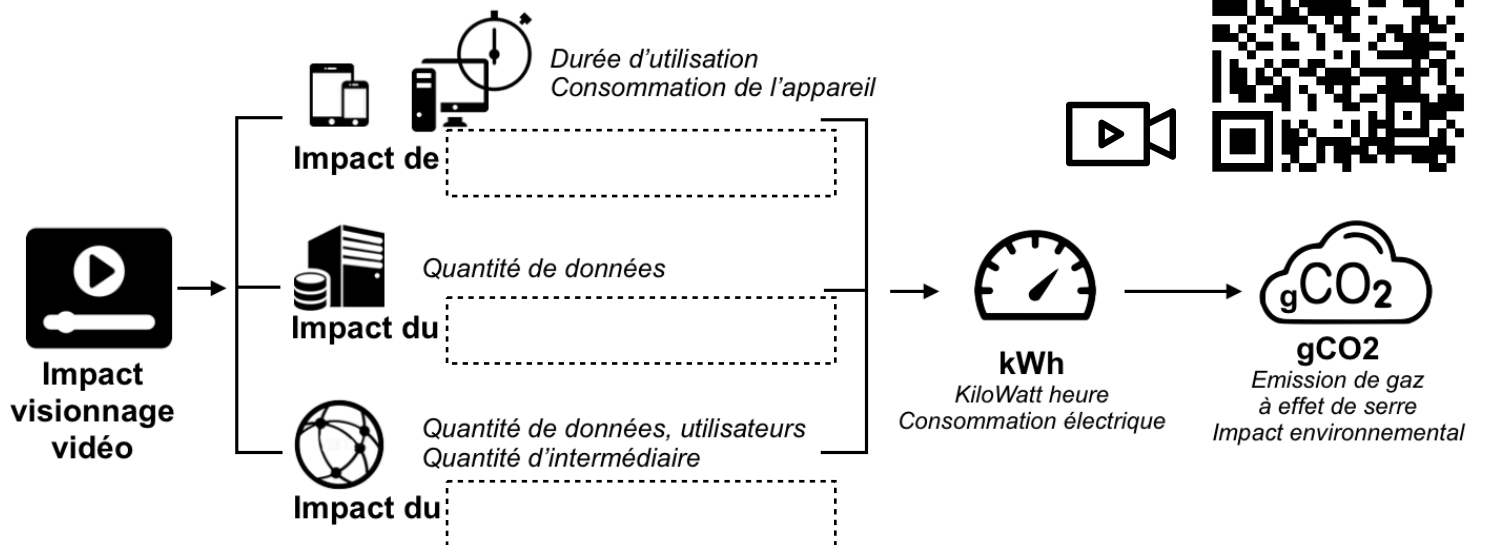 Durée d'utilisation
Consommation de l'appareil
Impact de
Quantité de données
Impact du
Quantité de données, utilisateurs
Quantité d'intermédiaire
Impact du
Impact
visionnage
vidéo
kWh
KiloWatt heure
Consommation électrique
gCO2
gCO2
Emission de gaz
à effet de serre
Impact environnemental